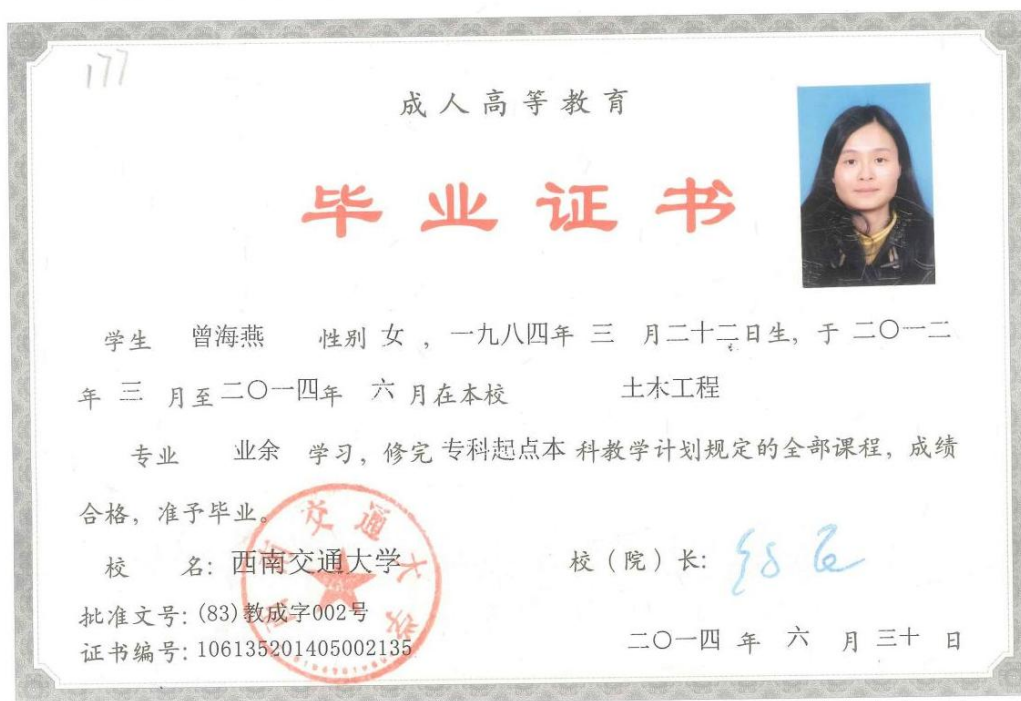 177
成人高等教育
毕业证书
学生 曾海燕 性别 女 ，一九八四年 三 月二十二日生，于 二〇一二
年 三 月至二〇一四年 六 月在本校 土木工程
专业 业余 学习，修完 专科起点本 科教学计划规定的全部课程，成绩
合格，准予毕业。
西南交通大学
校 名：西南交通大学 校（院）长：
批准文号：(83)教成字002号
证书编号：106135201405002135 二〇一四 年 六 月 三十 日